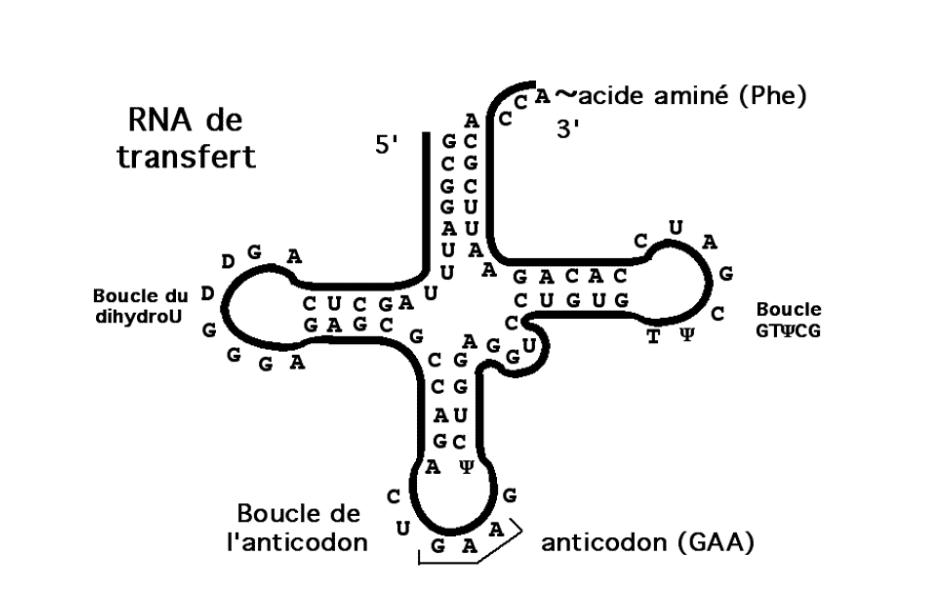 RNA de
transfert
5'
3'
A C C A ~acide aminé (Phe)
G C
C G
G C
G U
A U
U A
U A
Boucle du
dihydroU
U A G C U C A G D D G G G A G A G C G
C C A G A C U G A A G Ψ C U G G A G G U C
Boucle de
l'anticodon
anticodon (GAA)
C U G U G T Ψ C G A U C C A C A G
Boucle
GTΨCG